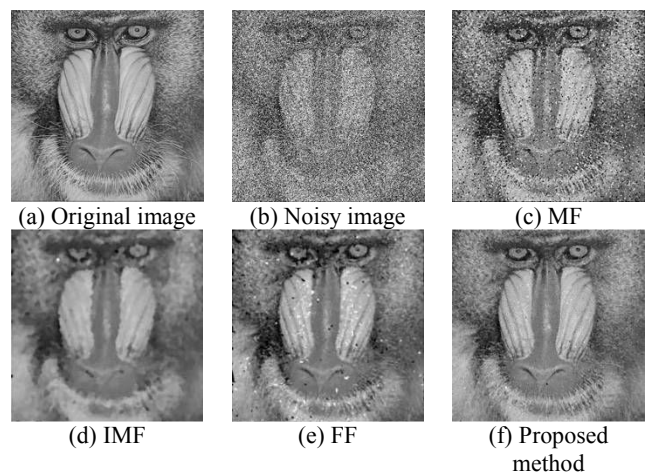 (a) Original image
(b) Noisy image
(c) MF
(d) IMF
(e) FF
(f) Proposed
method